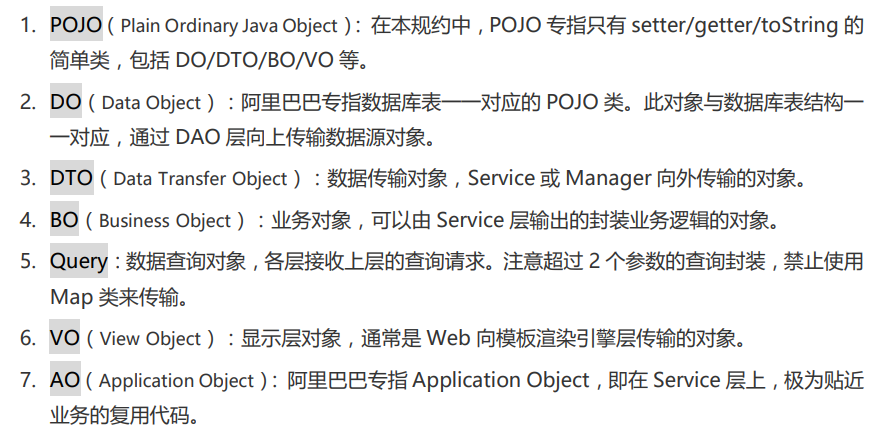 1. POJO（Plain Ordinary Java Object）：在本规约中，POJO 专指只有 setter/getter/toString 的
简单类，包括 DO/DTO/BO/VO 等。
2. DO（Data Object）：阿里巴巴专指数据库表一一对应的 POJO 类。此对象与数据库表结构一
一对应，通过 DAO 层向上传输数据源对象。
3. DTO（Data Transfer Object）：数据传输对象，Service 或 Manager 向外传输的对象。
4. BO（Business Object）：业务对象，可以由 Service 层输出的封装业务逻辑的对象。
5. Query：数据查询对象，各层接收上层的查询请求。注意超过 2 个参数的查询封装，禁止使用
Map 类来传输。
6. VO（View Object）：显示层对象，通常是 Web 向模板渲染引擎层传输的对象。
7. AO（Application Object）：阿里巴巴专指 Application Object，即在 Service 层上，极为贴近
业务的复用代码。